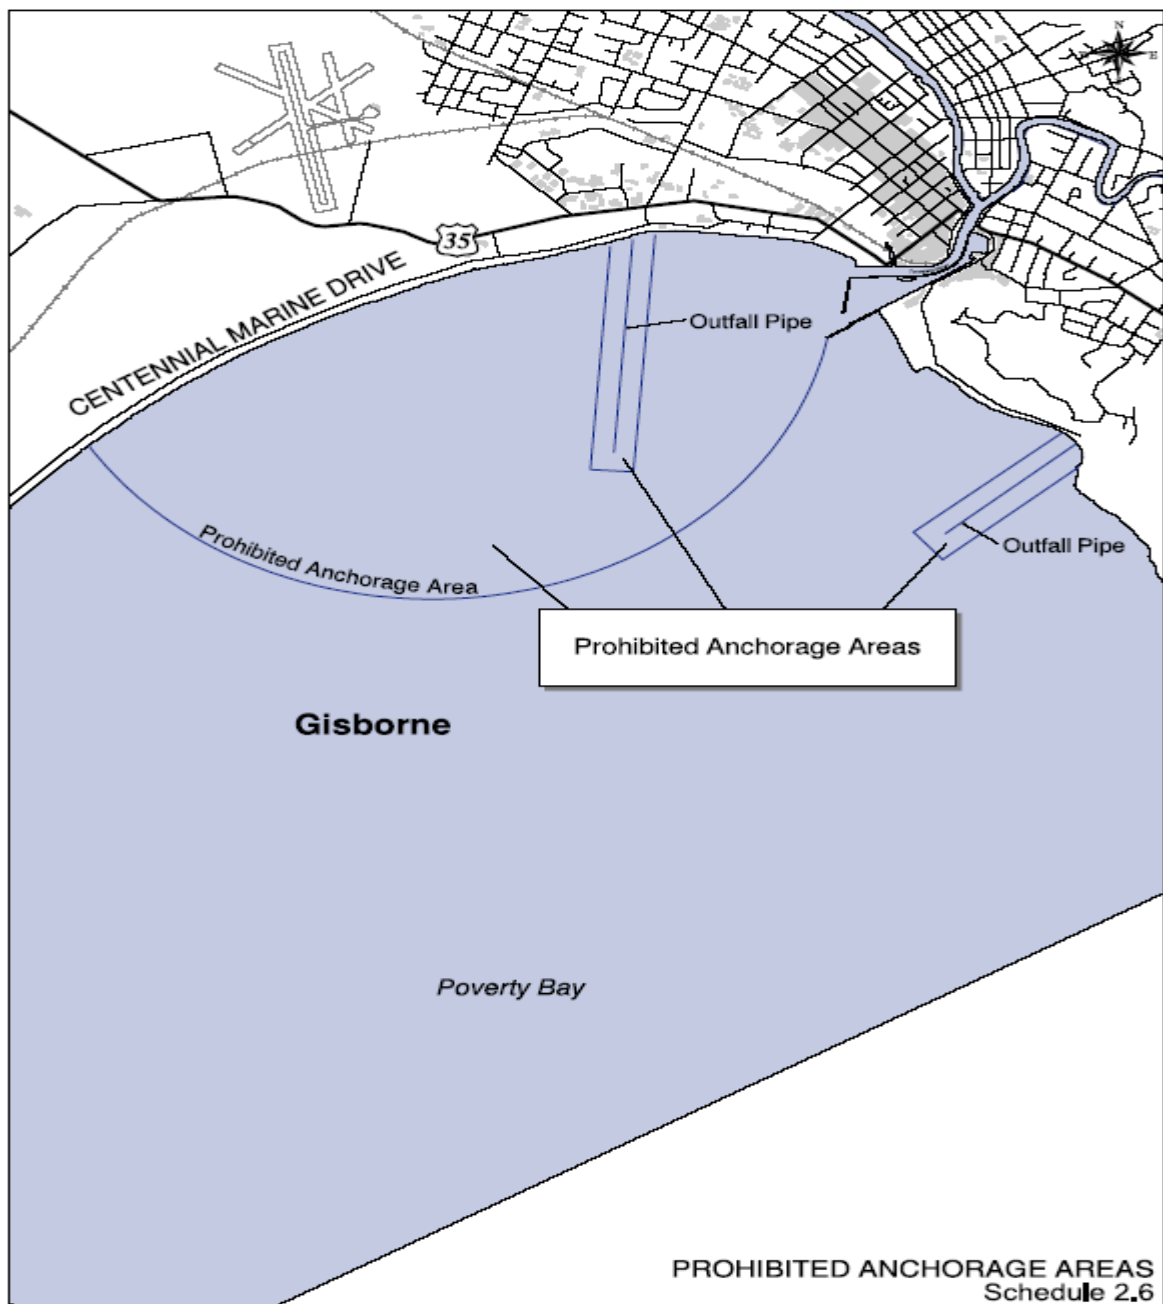 N
E
35
CENTENNIAL MARINE DRIVE
Outfall Pipe
Outfall Pipe
Prohibited Anchorage Area
Prohibited Anchorage Areas
Gisborne
Poverty Bay
PROHIBITED ANCHORAGE AREAS
Schedule 2.6